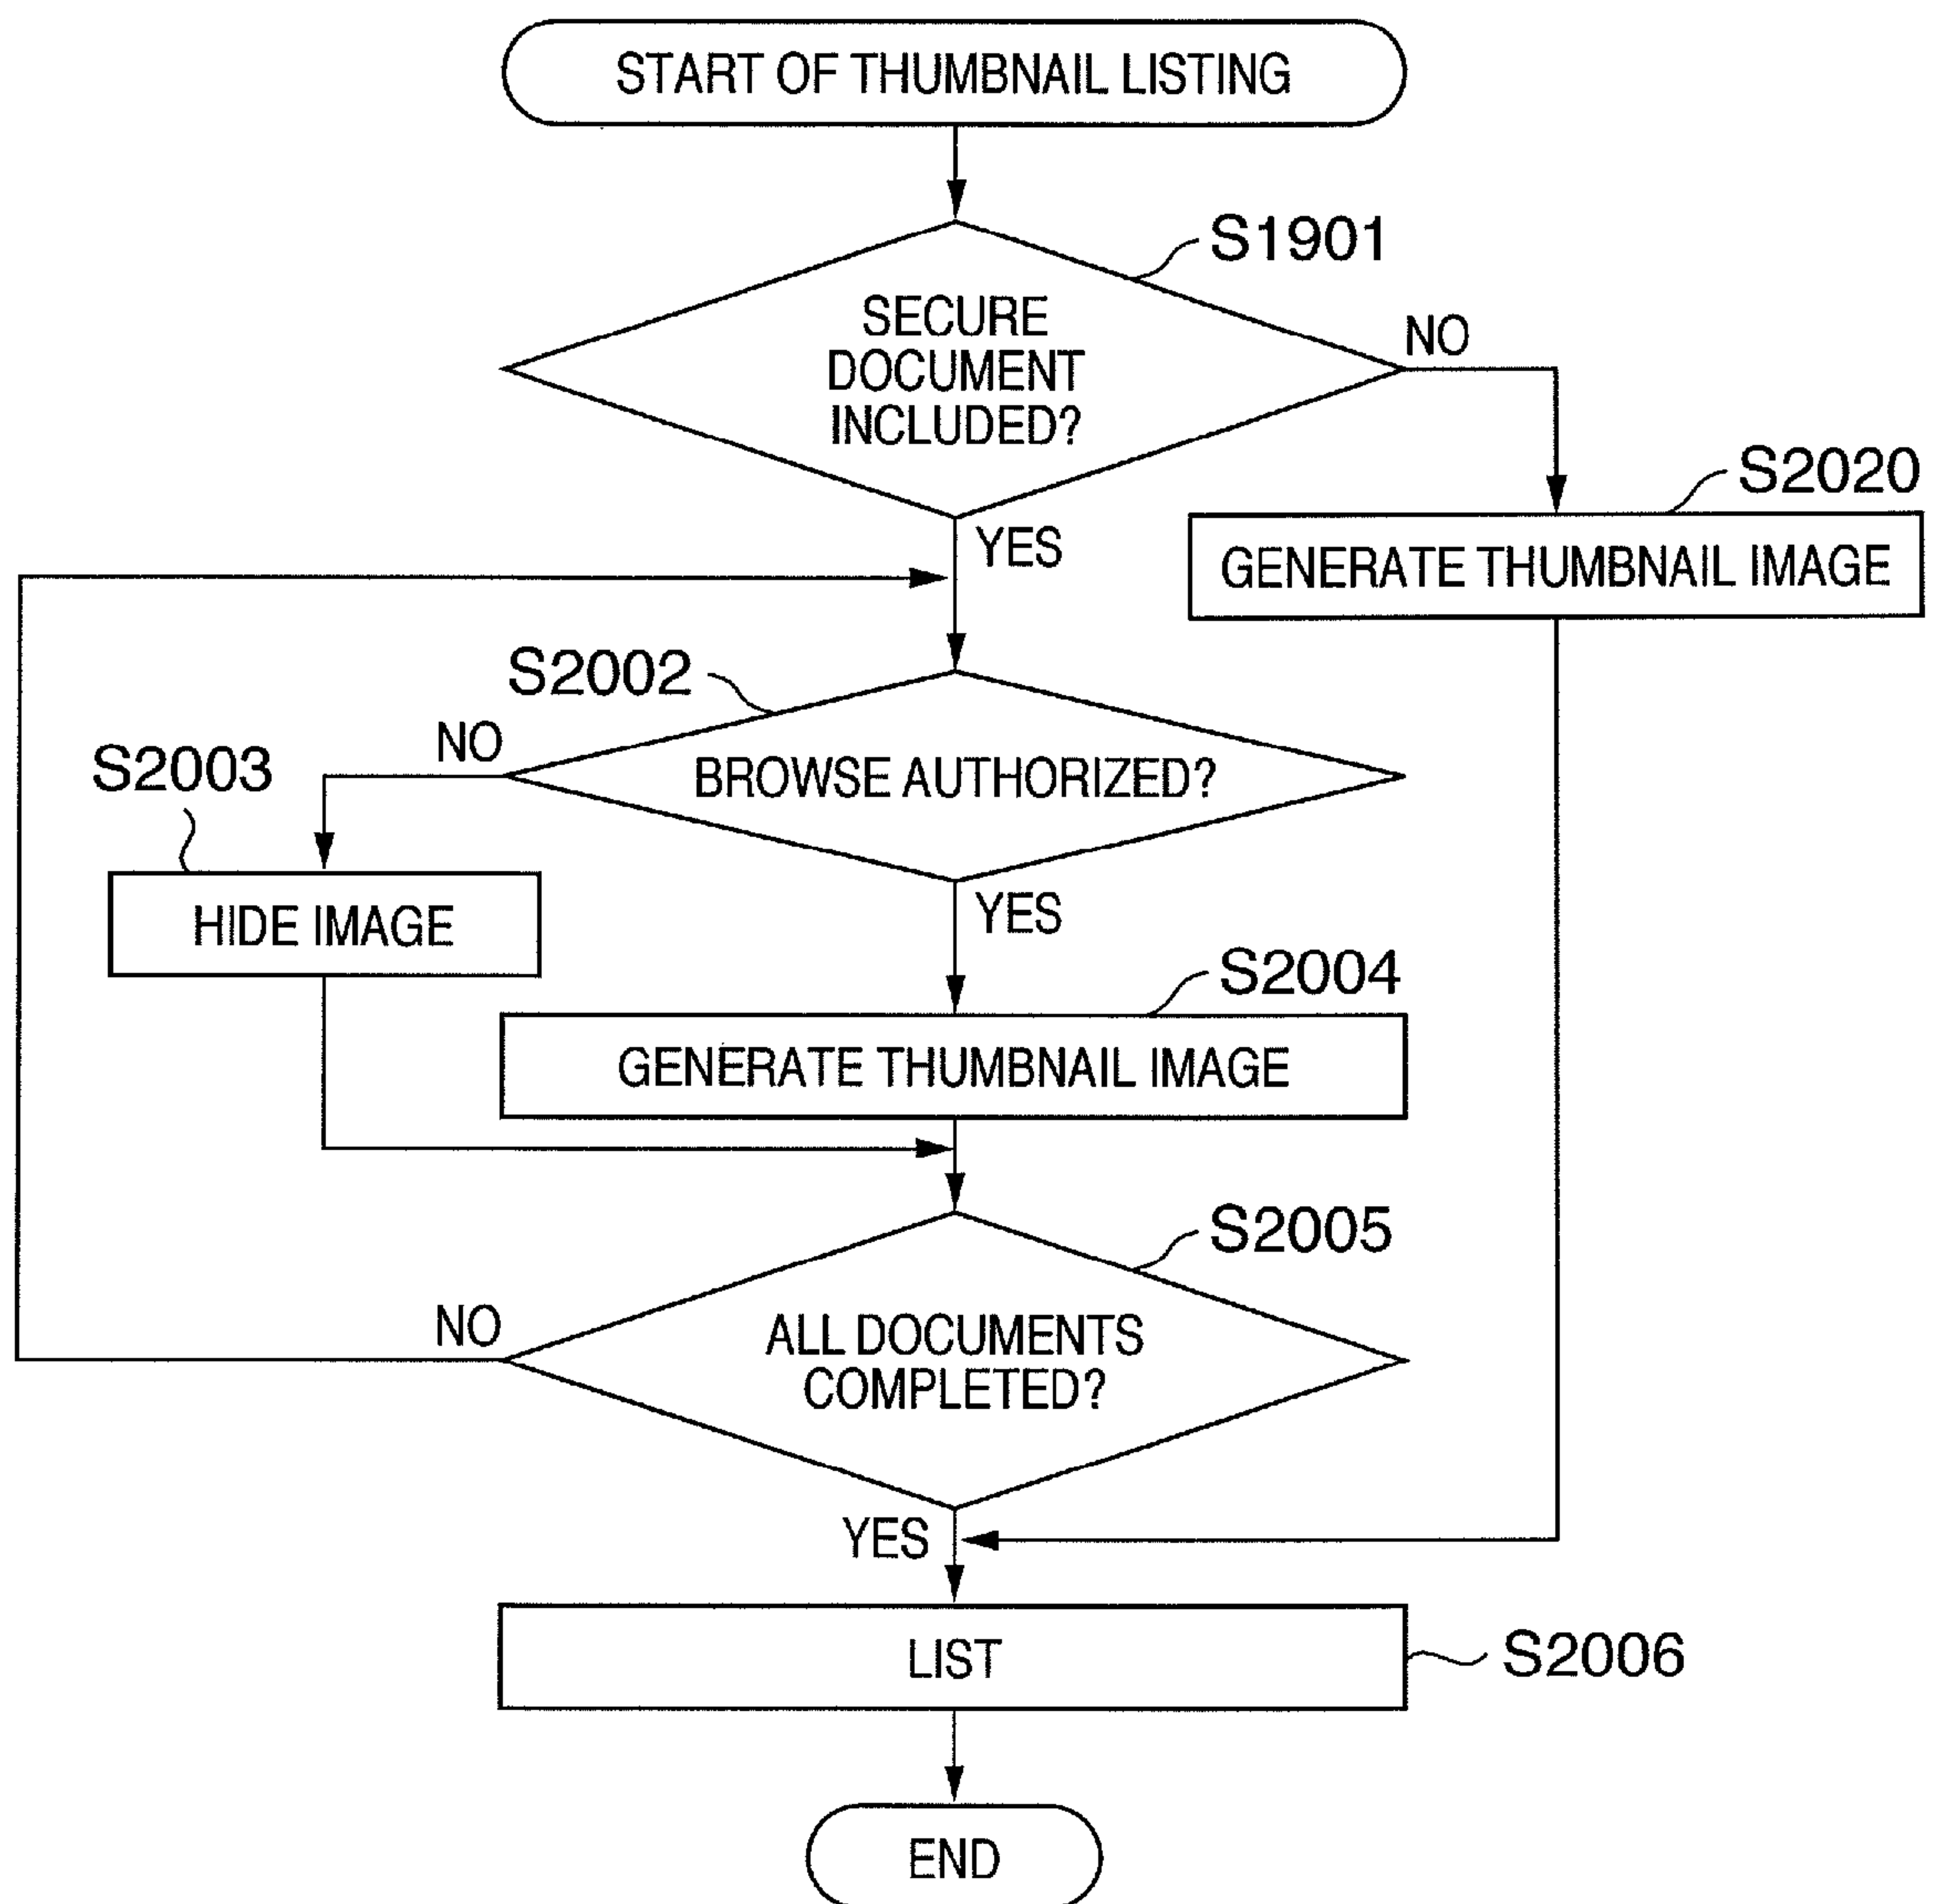 START OF THUMBNAIL LISTING
S1901
SECURE
DOCUMENT
INCLUDED?
NO
S2020
GENERATE THUMBNAIL IMAGE
YES
S2002
NO
BROWSE AUTHORIZED?
S2003
HIDE IMAGE
YES
S2004
GENERATE THUMBNAIL IMAGE
S2005
NO
ALL DOCUMENTS
COMPLETED?
YES
LIST
S2006
END